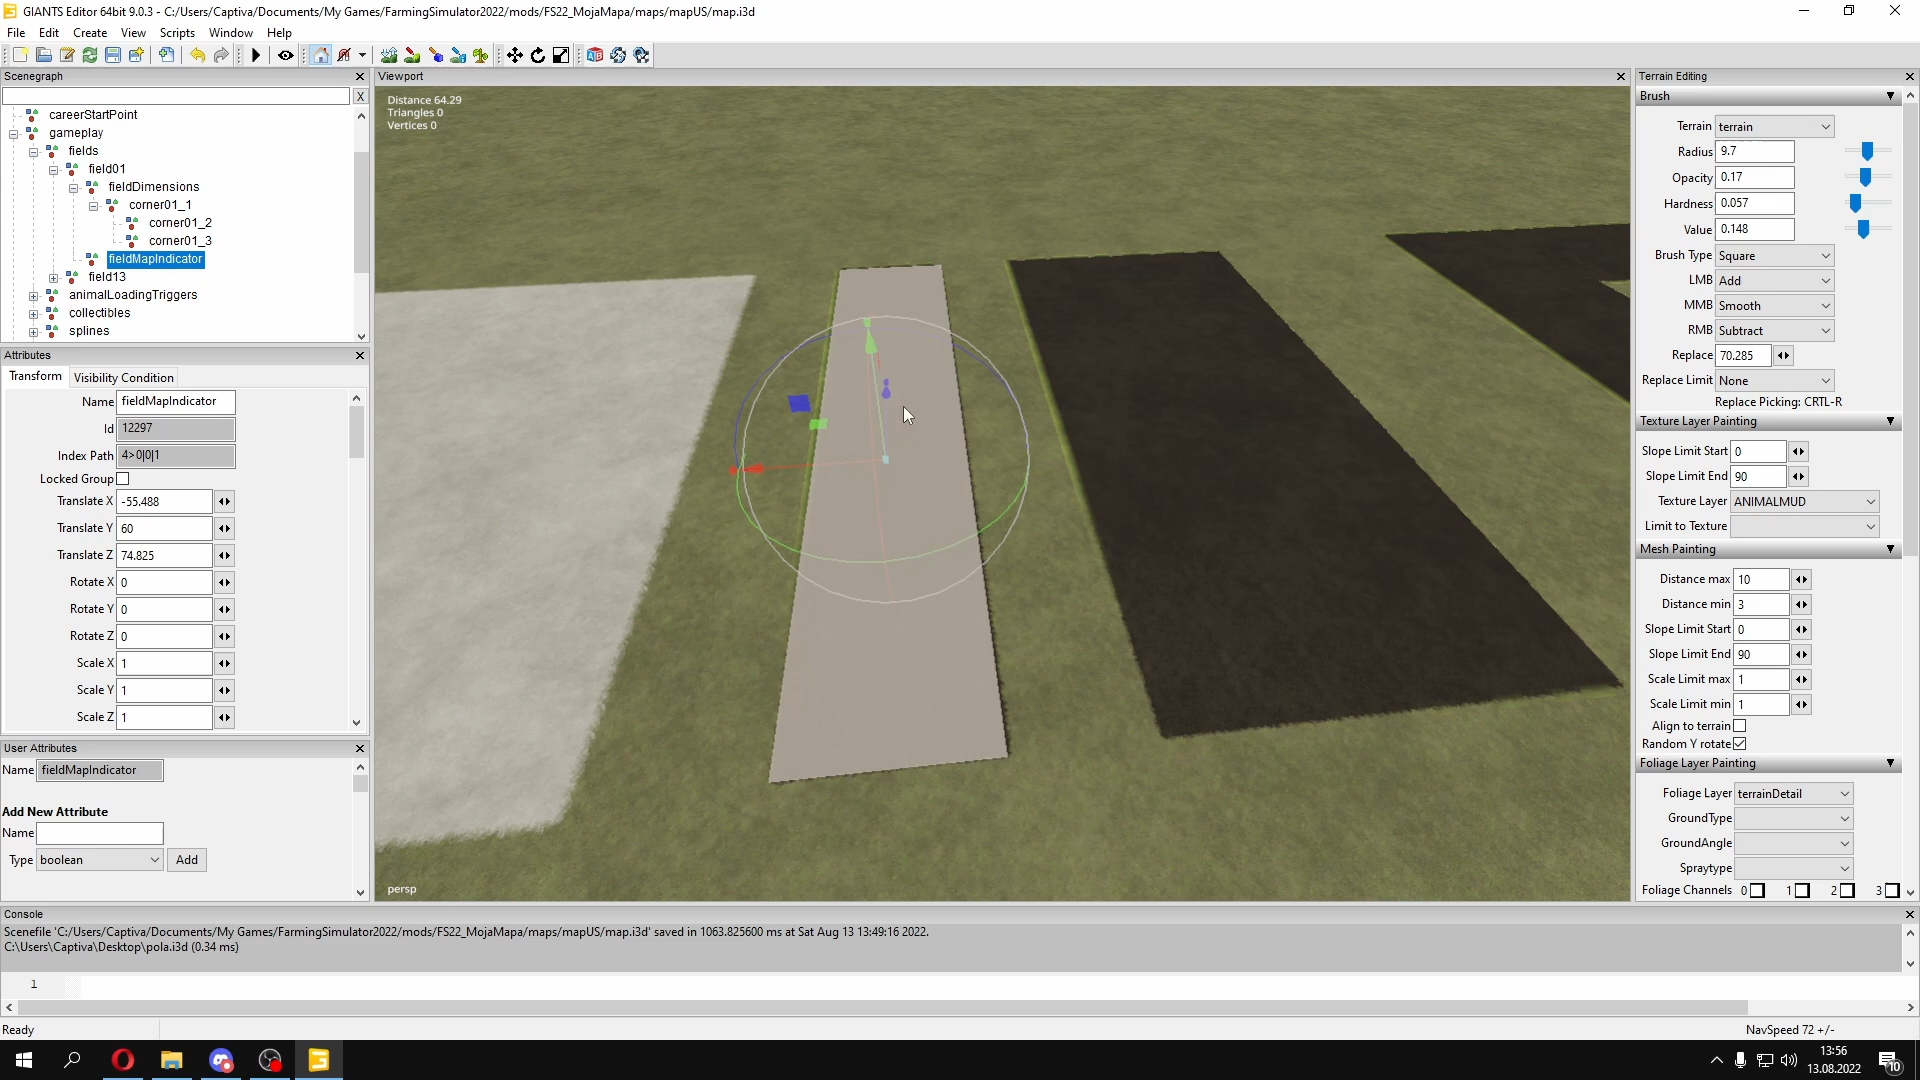 GIANTS Editor 64bit 9.0.3 - C:/Users/Captiva/Documents/My Games/FarmingSimulator2022/mods/FS22_MojaMapa/maps/mapUS/map.i3d
File Edit Create View Scripts Window Help
Scenegraph
X
careerStartPoint
gameplay
fields
field01
fieldDimensions
corner01_1
corner01_2
corner01_3
fieldMapIndicator
field13
animalLoadingTriggers
collectibles
splines
Attributes
Transform Visibility Condition
Name fieldMapIndicator
Id 12297
Index Path 4>0|0|1
Locked Group
Translate X -55.488
Translate Y 60
Translate Z 74.825
Rotate X 0
Rotate Y 0
Rotate Z 0
Scale X 1
Scale Y 1
Scale Z 1
User Attributes
Name fieldMapIndicator
Add New Attribute
Name
Type boolean Add
Viewport
Distance 64.29
Triangles 0
Vertices 0
persp
Terrain Editing
Brush
Terrain terrain
Radius 9.7
Opacity 0.17
Hardness 0.057
Value 0.148
Brush Type Square
LMB Add
MMB Smooth
RMB Subtract
Replace 70.285
Replace Limit None
Replace Picking: CRTL-R
Texture Layer Painting
Slope Limit Start 0
Slope Limit End 90
Texture Layer ANIMALMUD
Limit to Texture
Mesh Painting
Distance max 10
Distance min 3
Slope Limit Start 0
Slope Limit End 90
Scale Limit max 1
Scale Limit min 1
Align to terrain
Random Y rotate
Foliage Layer Painting
Foliage Layer terrainDetail
GroundType
GroundAngle
Spraytype
Foliage Channels 0 1 2 3
Console
Scenefile 'C:/Users/Captiva/Documents/My Games/FarmingSimulator2022/mods/FS22_MojaMapa/maps/mapUS/map.i3d' saved in 1063.825600 ms at Sat Aug 13 13:49:16 2022.
C:\Users\Captiva\Desktop\pola.i3d (0.34 ms)
1
Ready
NavSpeed 72 +/-
13:56
13.08.2022
10